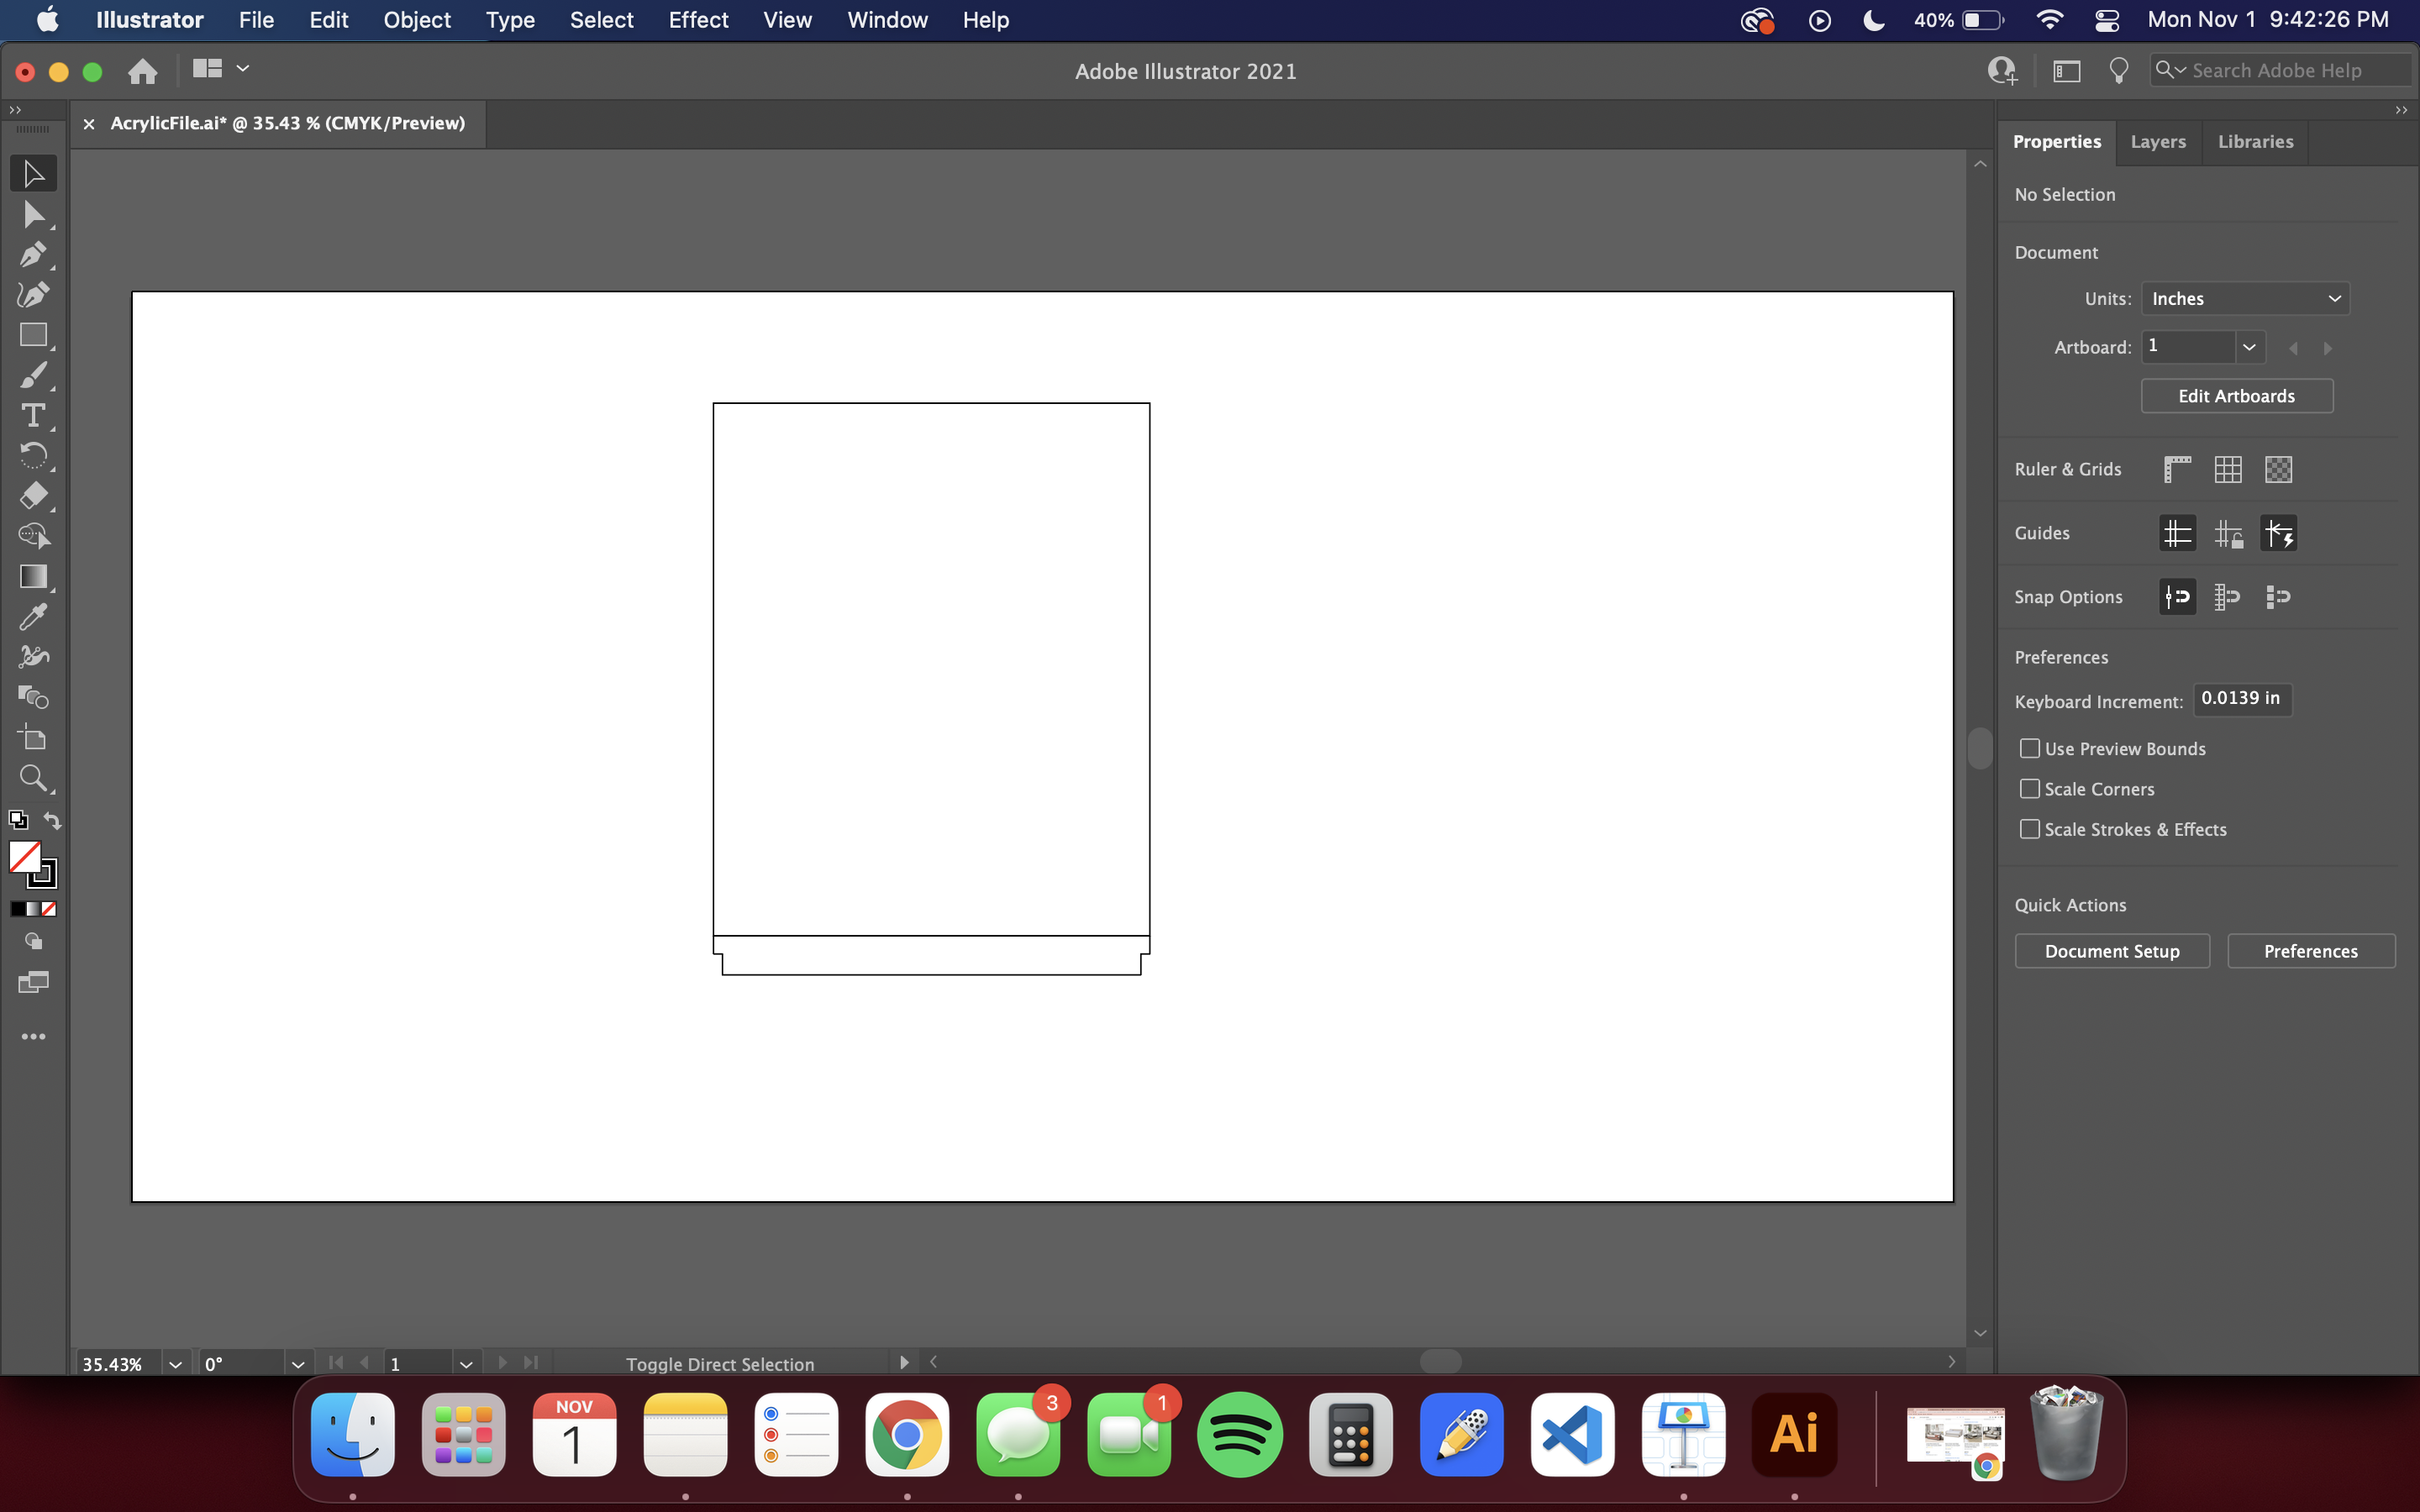 Illustrator File Edit Object Type Select Effect View Window Help 40% Mon Nov 1 9:42:26 PM
Adobe Illustrator 2021 Search Adobe Help
× AcrylicFile.ai* @ 35.43 % (CMYK/Preview)
Properties Layers Libraries
No Selection
Document
Units: Inches
Artboard: 1
Edit Artboards
Ruler & Grids
Guides
Snap Options
Preferences
Keyboard Increment: 0.0139 in
Use Preview Bounds
Scale Corners
Scale Strokes & Effects
Quick Actions
Document Setup Preferences
T
35.43% 0° 1 Toggle Direct Selection
NOV
1
3
1
Ai